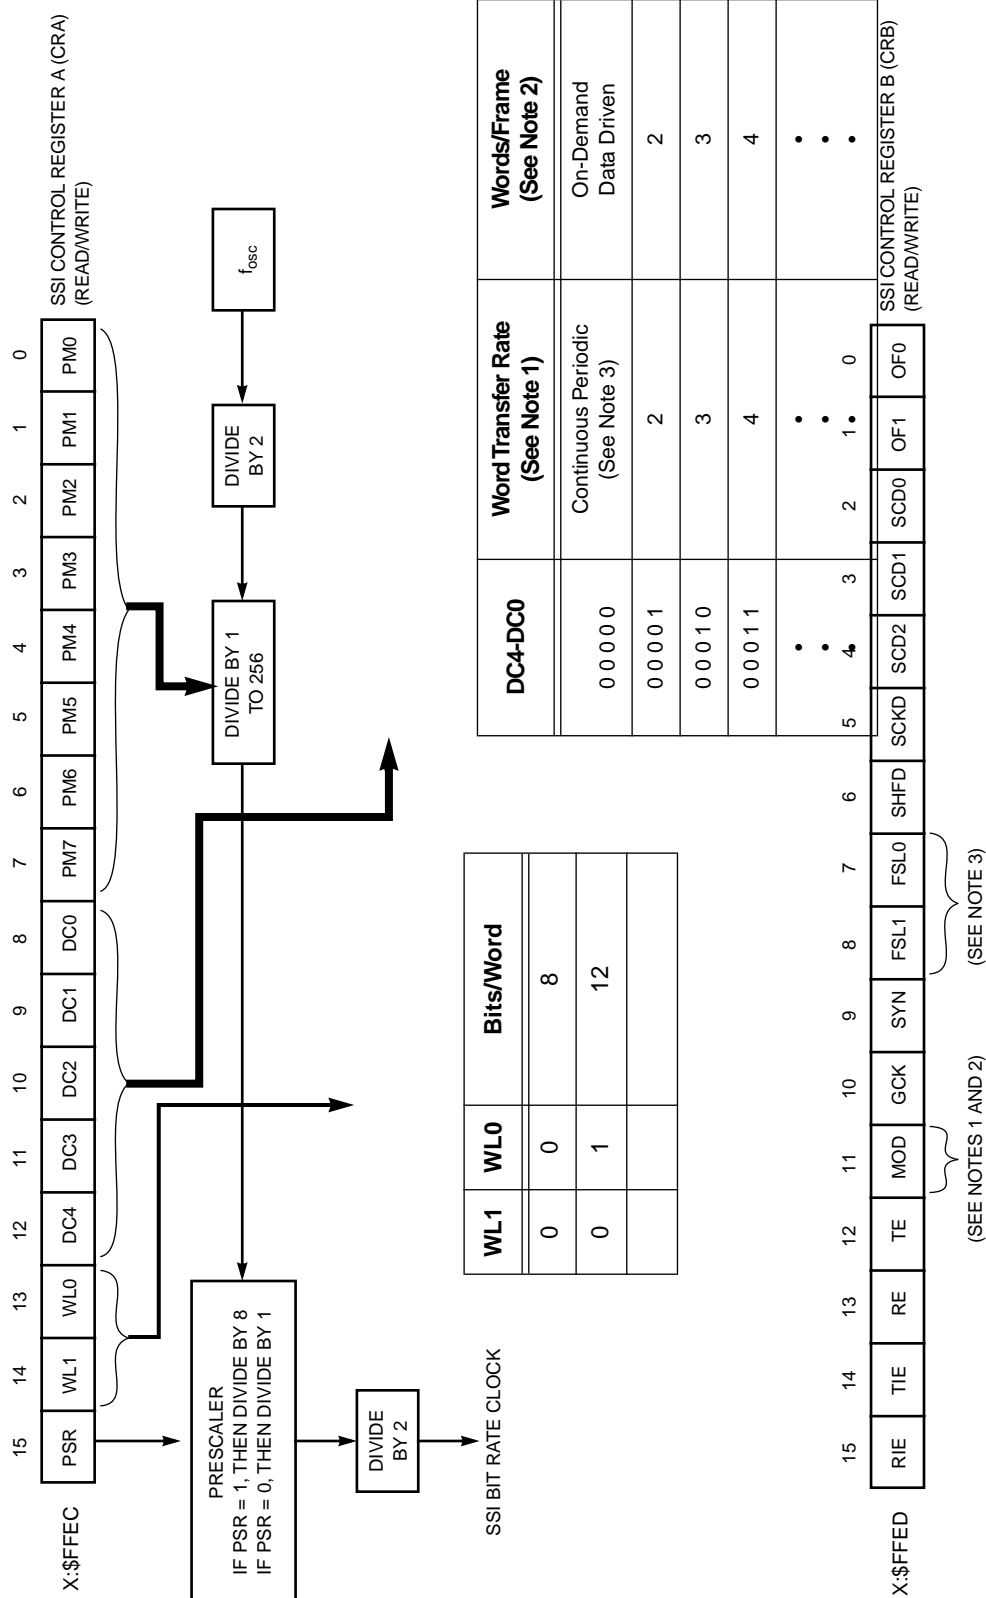 SSI CONTROL REGISTER A (CRA)
(READ/WRITE)
15 14 13 12 11 10 9 8 7 6 5 4 3 2 1 0
X:$FFEC PSR WL1 WL0 DC4 DC3 DC2 DC1 DC0 PM7 PM6 PM5 PM4 PM3 PM2 PM1 PM0
PRESCALER
IF PSR = 1, THEN DIVIDE BY 8
IF PSR = 0, THEN DIVIDE BY 1
DIVIDE BY 1
TO 256
DIVIDE
BY 2
fosc
DIVIDE
BY 2
SSI BIT RATE CLOCK
WL1 WL0 Bits/Word
0 0 8
0 1 12
DC4-DC0 Word Transfer Rate
(See Note 1) Words/Frame
(See Note 2)
0 0 0 0 0 Continuous Periodic
(See Note 3) On-Demand
Data Driven
0 0 0 0 1 2 2
0 0 0 1 0 3 3
0 0 0 1 1 4 4
• • •
• • •
• • •
15 14 13 12 11 10 9 8 7 6 5 4 3 2 1 0
SSI CONTROL REGISTER B (CRB)
(READ/WRITE)
X:$FFED RIE TIE RE TE MOD GCK SYN FSL1 FSL0 SHFD SCKD SCD2 SCD1 SCD0 OF1 OF0
(SEE NOTES 1 AND 2)
(SEE NOTE 3)